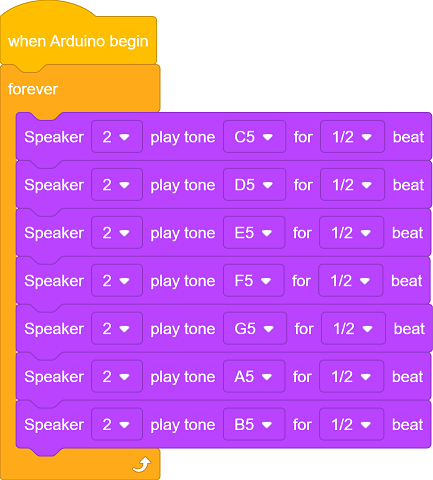 when Arduino begin
forever
Speaker 2 play tone C5 for 1/2 beat
Speaker 2 play tone D5 for 1/2 beat
Speaker 2 play tone E5 for 1/2 beat
Speaker 2 play tone F5 for 1/2 beat
Speaker 2 play tone G5 for 1/2 beat
Speaker 2 play tone A5 for 1/2 beat
Speaker 2 play tone B5 for 1/2 beat